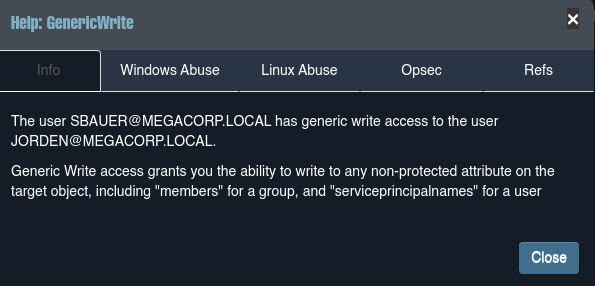 Help: GenericWrite
×
Info Windows Abuse Linux Abuse Opsec Refs
The user SBAUER@MEGACORP.LOCAL has generic write access to the user
JORDEN@MEGACORP.LOCAL.
Generic Write access grants you the ability to write to any non-protected attribute on the
target object, including "members" for a group, and "serviceprincipalnames" for a user
Close